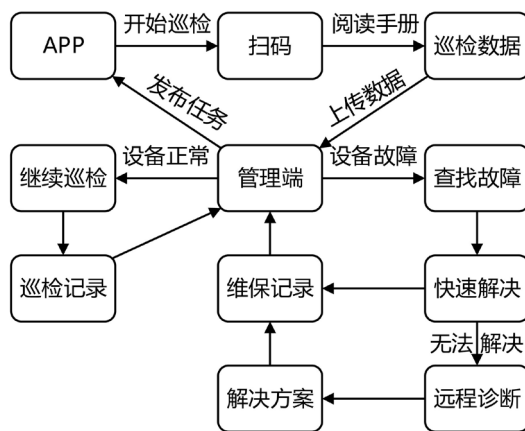 APP
开始巡检
扫码
阅读手册
巡检数据
发布任务
上传数据
继续巡检
设备正常
管理端
设备故障
查找故障
巡检记录
维保记录
快速解决
无法解决
解决方案
远程诊断